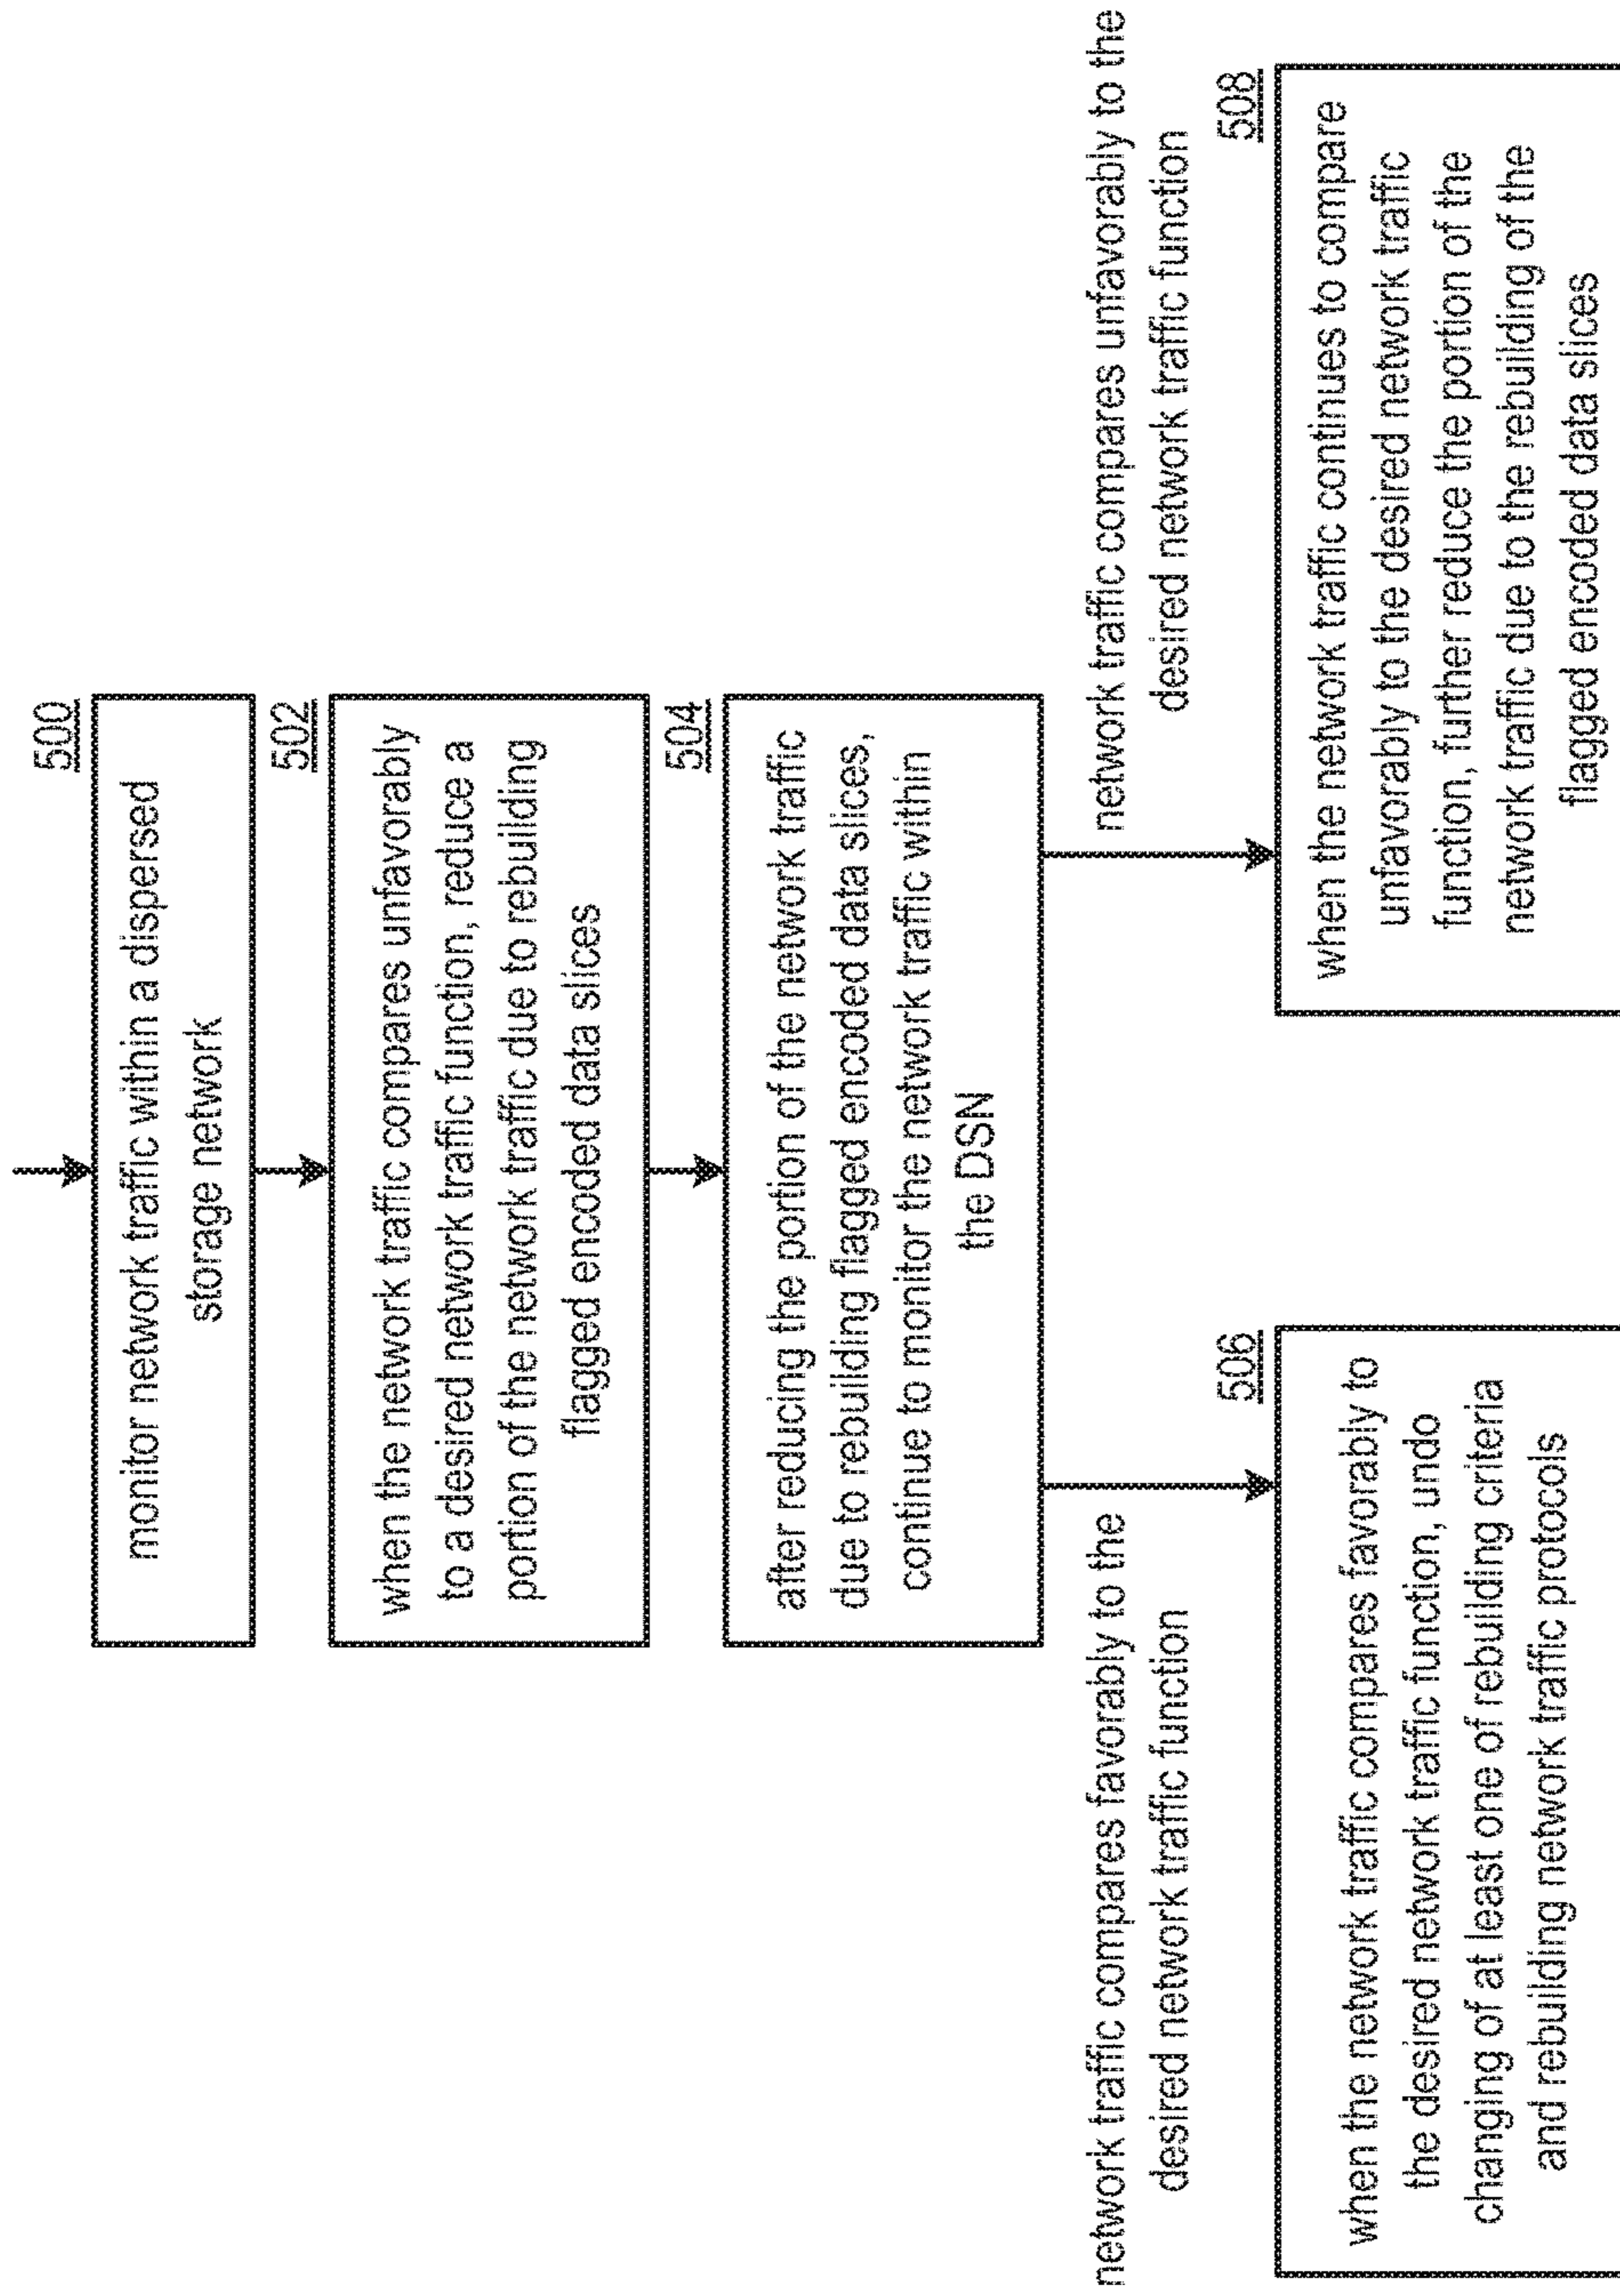 500
monitor network traffic within a dispersed
storage network
502
when the network traffic compares unfavorably
to a desired network traffic function, reduce a
portion of the network traffic due to rebuilding
flagged encoded data slices
504
after reducing the portion of the network traffic
due to rebuilding flagged encoded data slices,
continue to monitor the network traffic within
the DSN
network traffic compares favorably to the
desired network traffic function
506
when the network traffic compares favorably to
the desired network traffic function, undo
changing of at least one of rebuilding criteria
and rebuilding network traffic protocols
network traffic compares unfavorably to the
desired network traffic function
508
when the network traffic continues to compare
unfavorably to the desired network traffic
function, further reduce the portion of the
network traffic due to the rebuilding of the
flagged encoded data slices